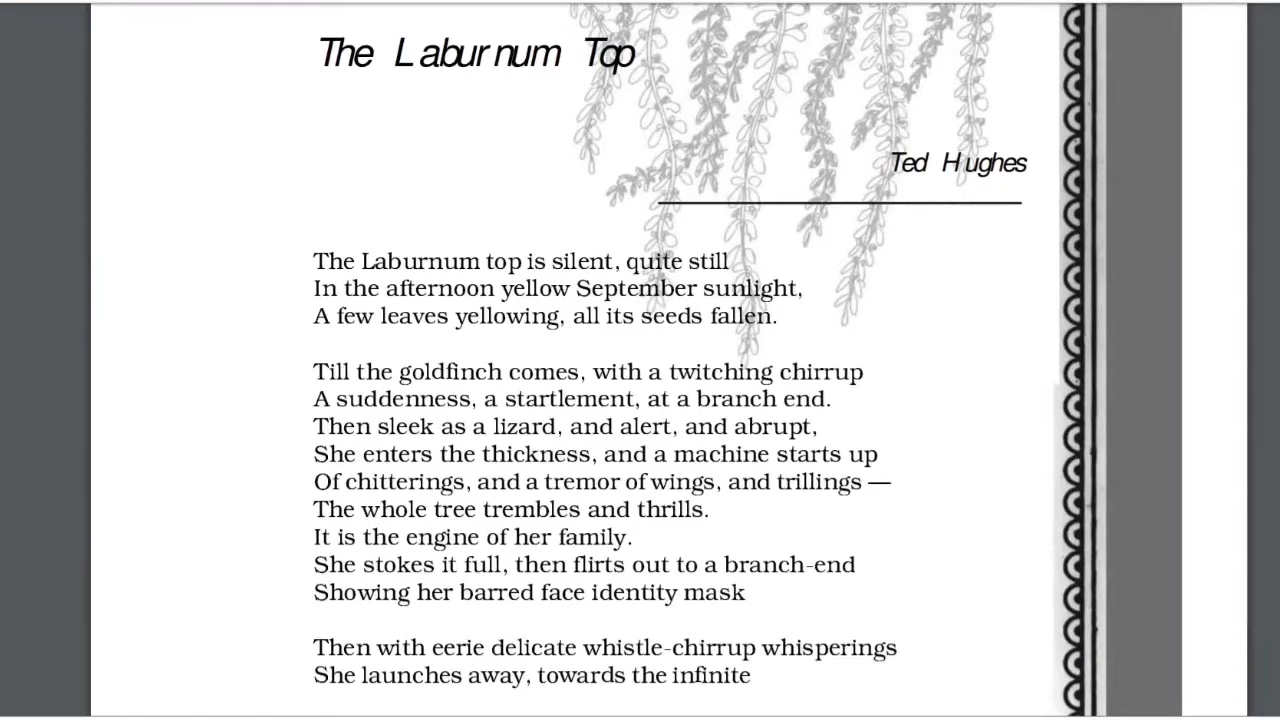 The Laburnum Top
Ted Hughes
The Laburnum top is silent, quite still
In the afternoon yellow September sunlight,
A few leaves yellowing, all its seeds fallen.
Till the goldfinch comes, with a twitching chirrup
A suddenness, a startlement, at a branch end.
Then sleek as a lizard, and alert, and abrupt,
She enters the thickness, and a machine starts up
Of chitterings, and a tremor of wings, and trillings —
The whole tree trembles and thrills.
It is the engine of her family.
She stokes it full, then flirts out to a branch-end
Showing her barred face identity mask
Then with eerie delicate whistle-chirrup whisperings
She launches away, towards the infinite